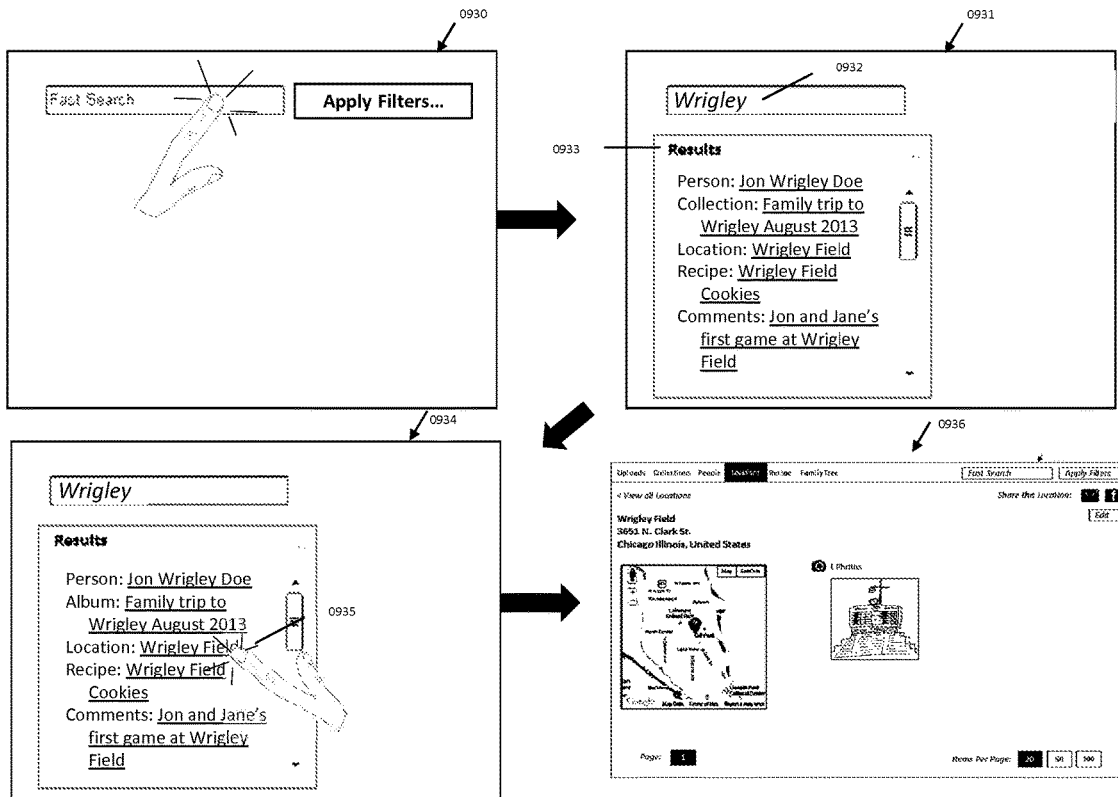 0930
Fast Search
Apply Filters...
0931
Wrigley
0932
0933
Results
Person: Jon Wrigley Doe
Collection: Family trip to
Wrigley August 2013
Location: Wrigley Field
Recipe: Wrigley Field
Cookies
Comments: Jon and Jane's
first game at Wrigley
Field
0934
Wrigley
Results
Person: Jon Wrigley Doe
Album: Family trip to
Wrigley August 2013
0935
Location: Wrigley Field
Recipe: Wrigley Field
Cookies
Comments: Jon and Jane's
first game at Wrigley
Field
0936
Uploads Collections People Locations Recipe Family Tree
Fast Search
Apply Filters
< View all Locations
Share this Location:
f
Edit
Wrigley Field
3651 N. Clark St.
Chicago Illinois, United States
1 Photos
Google
Page: 1
Items Per Page: 20 50 100